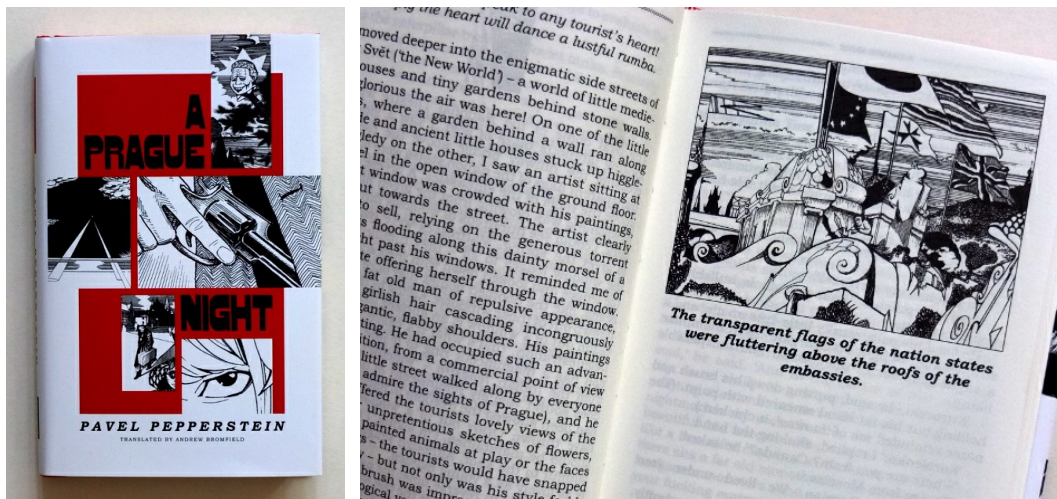 A
PRAGUE
NIGHT
PAVEL PEPPERSTEIN
TRANSLATED BY ANDREW BROMFIELD
to any tourist's heart!
the heart will dance a lustful rumba.
moved deeper into the enigmatic side streets of
Svět ('the New World') – a world of little medie-
ouses and tiny gardens behind stone walls.
glorious the air was here! On one of the little
, where a garden behind a wall ran along
e and ancient little houses stuck up higgle-
ledy on the other, I saw an artist sitting at
el in the open window of the ground floor.
t window was crowded with his paintings,
ut towards the street. The artist clearly
to sell, relying on the generous torrent
s flooding along this dainty morsel of a
ht past his windows. It reminded me of
te offering herself through the window.
fat old man of repulsive appearance,
girlish hair cascading incongruously
gantic, flabby shoulders. His paintings
ting. He had occupied such an advan-
ition, from a commercial point of view
little street walked along by everyone
admire the sights of Prague), and he
ffered the tourists lovely views of the
unpretentious sketches of flowers,
painted animals at play or the faces
s – the tourists would have snapped
– but not only was his style
brush was
The transparent flags of the nation states
were fluttering above the roofs of the
embassies.